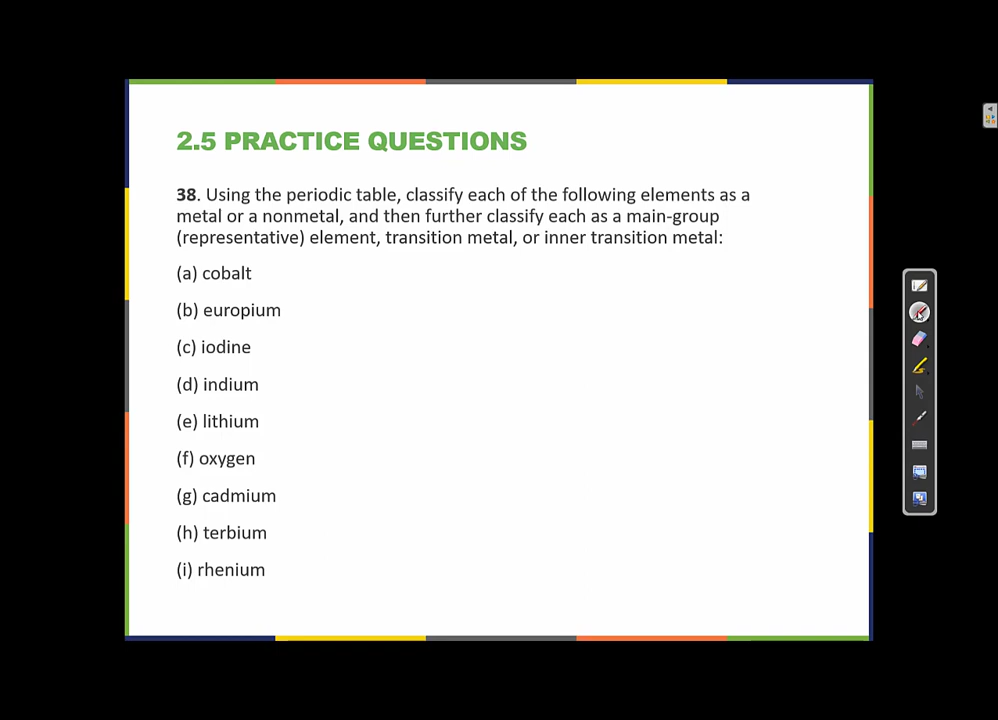 2.5 PRACTICE QUESTIONS
38. Using the periodic table, classify each of the following elements as a
metal or a nonmetal, and then further classify each as a main-group
(representative) element, transition metal, or inner transition metal:
(a) cobalt
(b) europium
(c) iodine
(d) indium
(e) lithium
(f) oxygen
(g) cadmium
(h) terbium
(i) rhenium